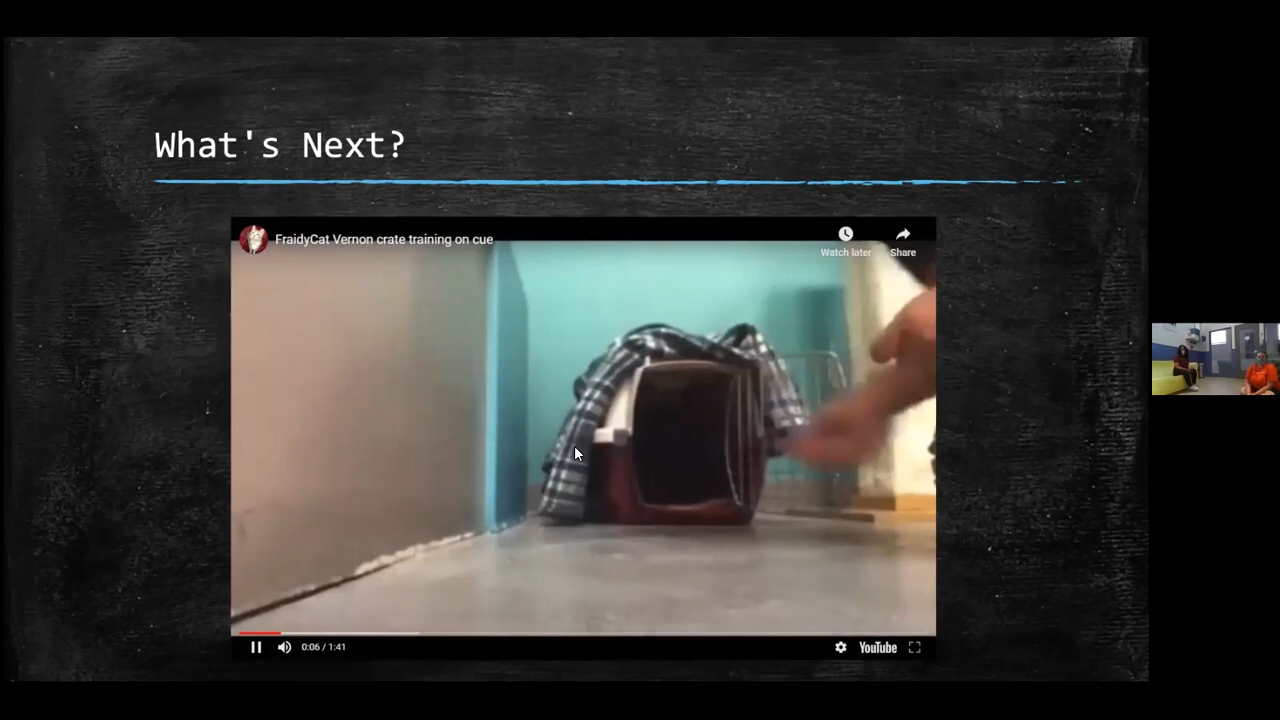 What's Next?
FraidyCat Vernon crate training on cue
Watch later
Share
0:06 / 1:41
YouTube